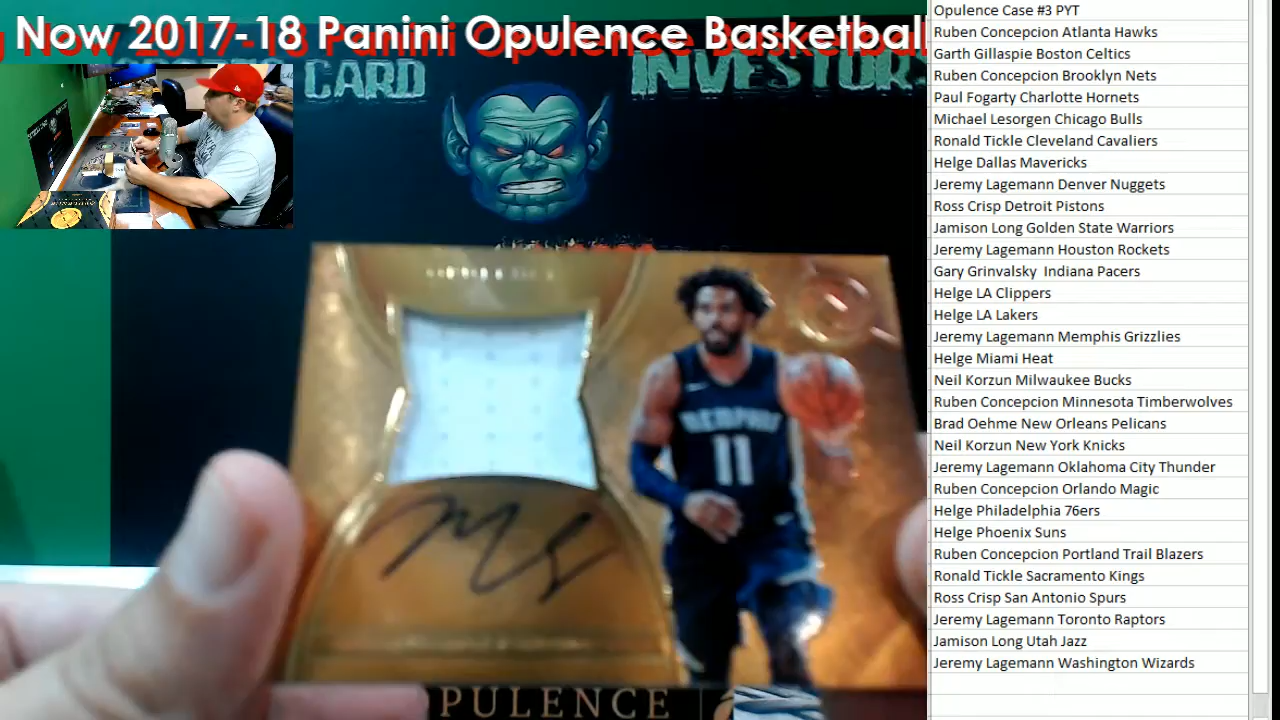 Now 2017-18 Panini Opulence Basketball
CARD INVESTOR
MEMPHIS
11
PULENCE
Opulence Case #3 PYT
Ruben Concepcion Atlanta Hawks
Garth Gillaspie Boston Celtics
Ruben Concepcion Brooklyn Nets
Paul Fogarty Charlotte Hornets
Michael Lesorgen Chicago Bulls
Ronald Tickle Cleveland Cavaliers
Helge Dallas Mavericks
Jeremy Lagemann Denver Nuggets
Ross Crisp Detroit Pistons
Jamison Long Golden State Warriors
Jeremy Lagemann Houston Rockets
Gary Grinvalsky  Indiana Pacers
Helge LA Clippers
Helge LA Lakers
Jeremy Lagemann Memphis Grizzlies
Helge Miami Heat
Neil Korzun Milwaukee Bucks
Ruben Concepcion Minnesota Timberwolves
Brad Oehme New Orleans Pelicans
Neil Korzun New York Knicks
Jeremy Lagemann Oklahoma City Thunder
Ruben Concepcion Orlando Magic
Helge Philadelphia 76ers
Helge Phoenix Suns
Ruben Concepcion Portland Trail Blazers
Ronald Tickle Sacramento Kings
Ross Crisp San Antonio Spurs
Jeremy Lagemann Toronto Raptors
Jamison Long Utah Jazz
Jeremy Lagemann Washington Wizards